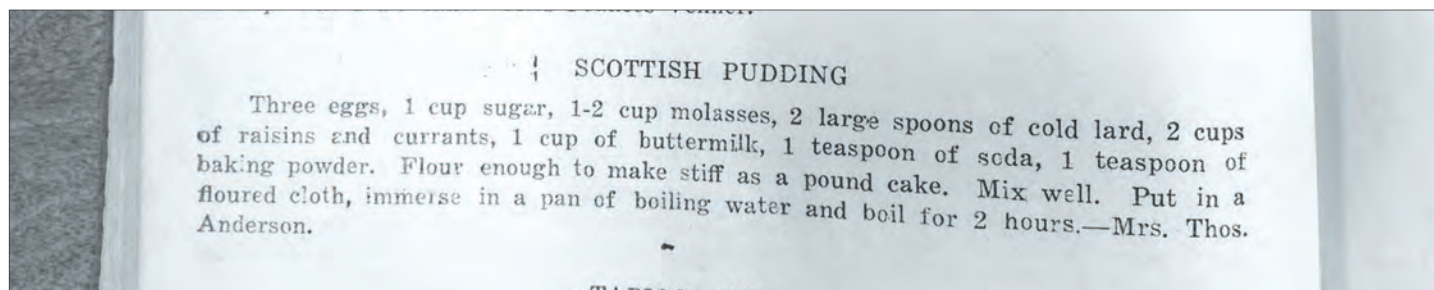 SCOTTISH PUDDING
Three eggs, 1 cup sugar, 1-2 cup molasses, 2 large spoons of cold lard, 2 cups
of raisins and currants, 1 cup of buttermilk, 1 teaspoon of soda, 1 teaspoon of
baking powder. Flour enough to make stiff as a pound cake. Mix well. Put in a
floured cloth, immerse in a pan of boiling water and boil for 2 hours.—Mrs. Thos.
Anderson.